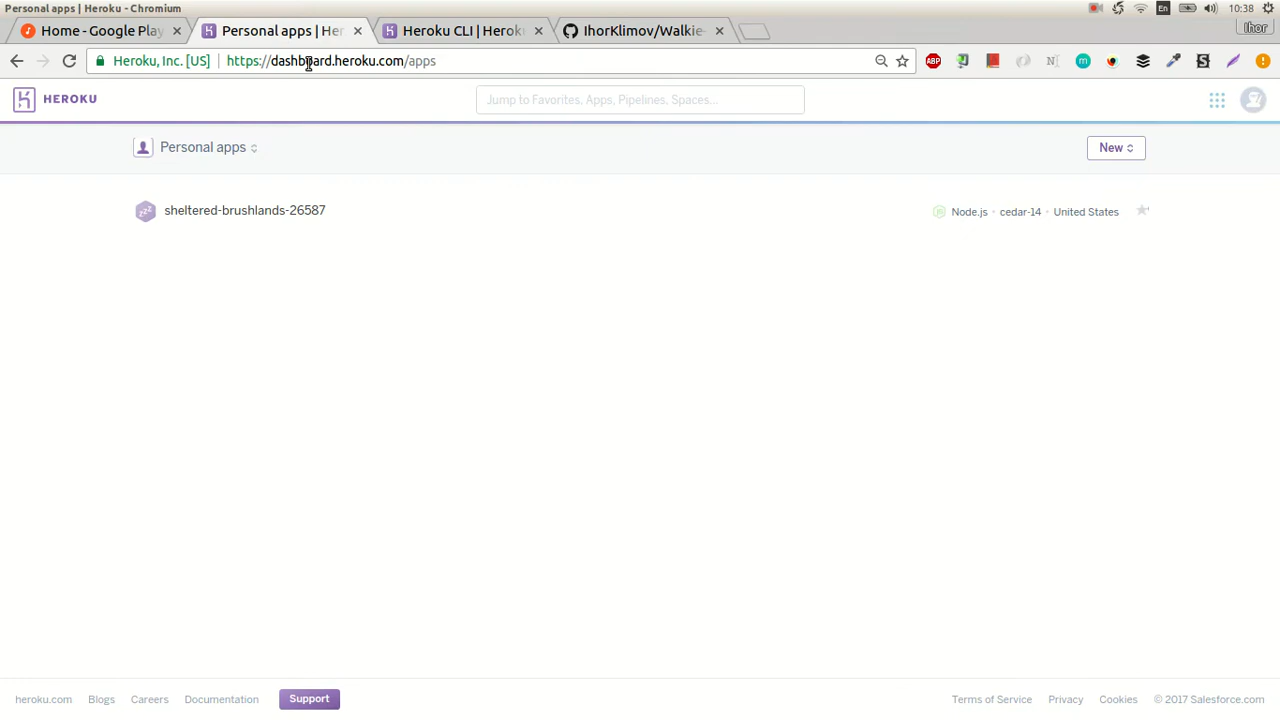 Personal apps | Heroku - Chromium
En
10:38
Home - Google Play
Personal apps | Her
Heroku CLI | Heroku
IhorKlimov/Walkie-
Ihor
Heroku, Inc. [US]
https://dashboard.heroku.com/apps
ABP
HEROKU
Jump to Favorites, Apps, Pipelines, Spaces...
Personal apps
New
sheltered-brushlands-26587
Node.js · cedar-14 · United States
heroku.com
Blogs
Careers
Documentation
Support
Terms of Service
Privacy
Cookies
© 2017 Salesforce.com